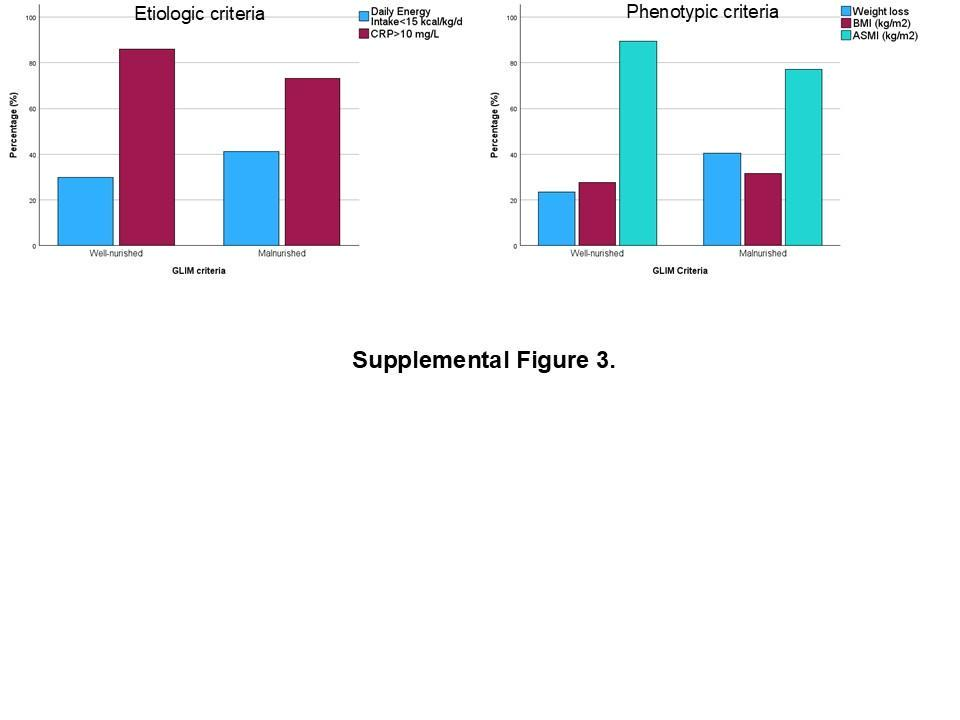 Etiologic criteria
Daily Energy
Intake<15 kcal/kg/d
CRP>10 mg/L
Percentage (%)
100
80
60
40
20
0
Well-nurished
Malnurished
GLIM criteria
Phenotypic criteria
Weight loss
BMI (kg/m2)
ASMI (kg/m2)
Percentage (%)
100
80
60
40
20
0
Well-nurished
Malnurished
GLIM Criteria
Supplemental Figure 3.